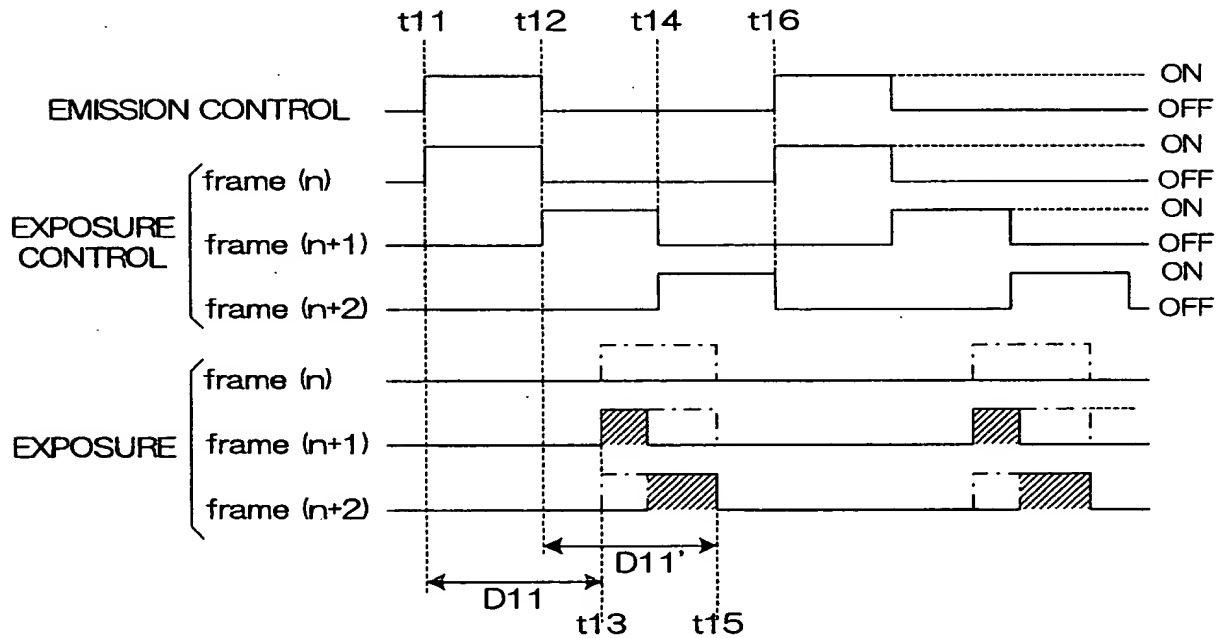 t11 t12 t14 t16
EMISSION CONTROL
ON
OFF
EXPOSURE CONTROL
frame (n)
ON
OFF
frame (n+1)
ON
OFF
frame (n+2)
ON
OFF
EXPOSURE
frame (n)
frame (n+1)
frame (n+2)
D11'
D11
t13 t15